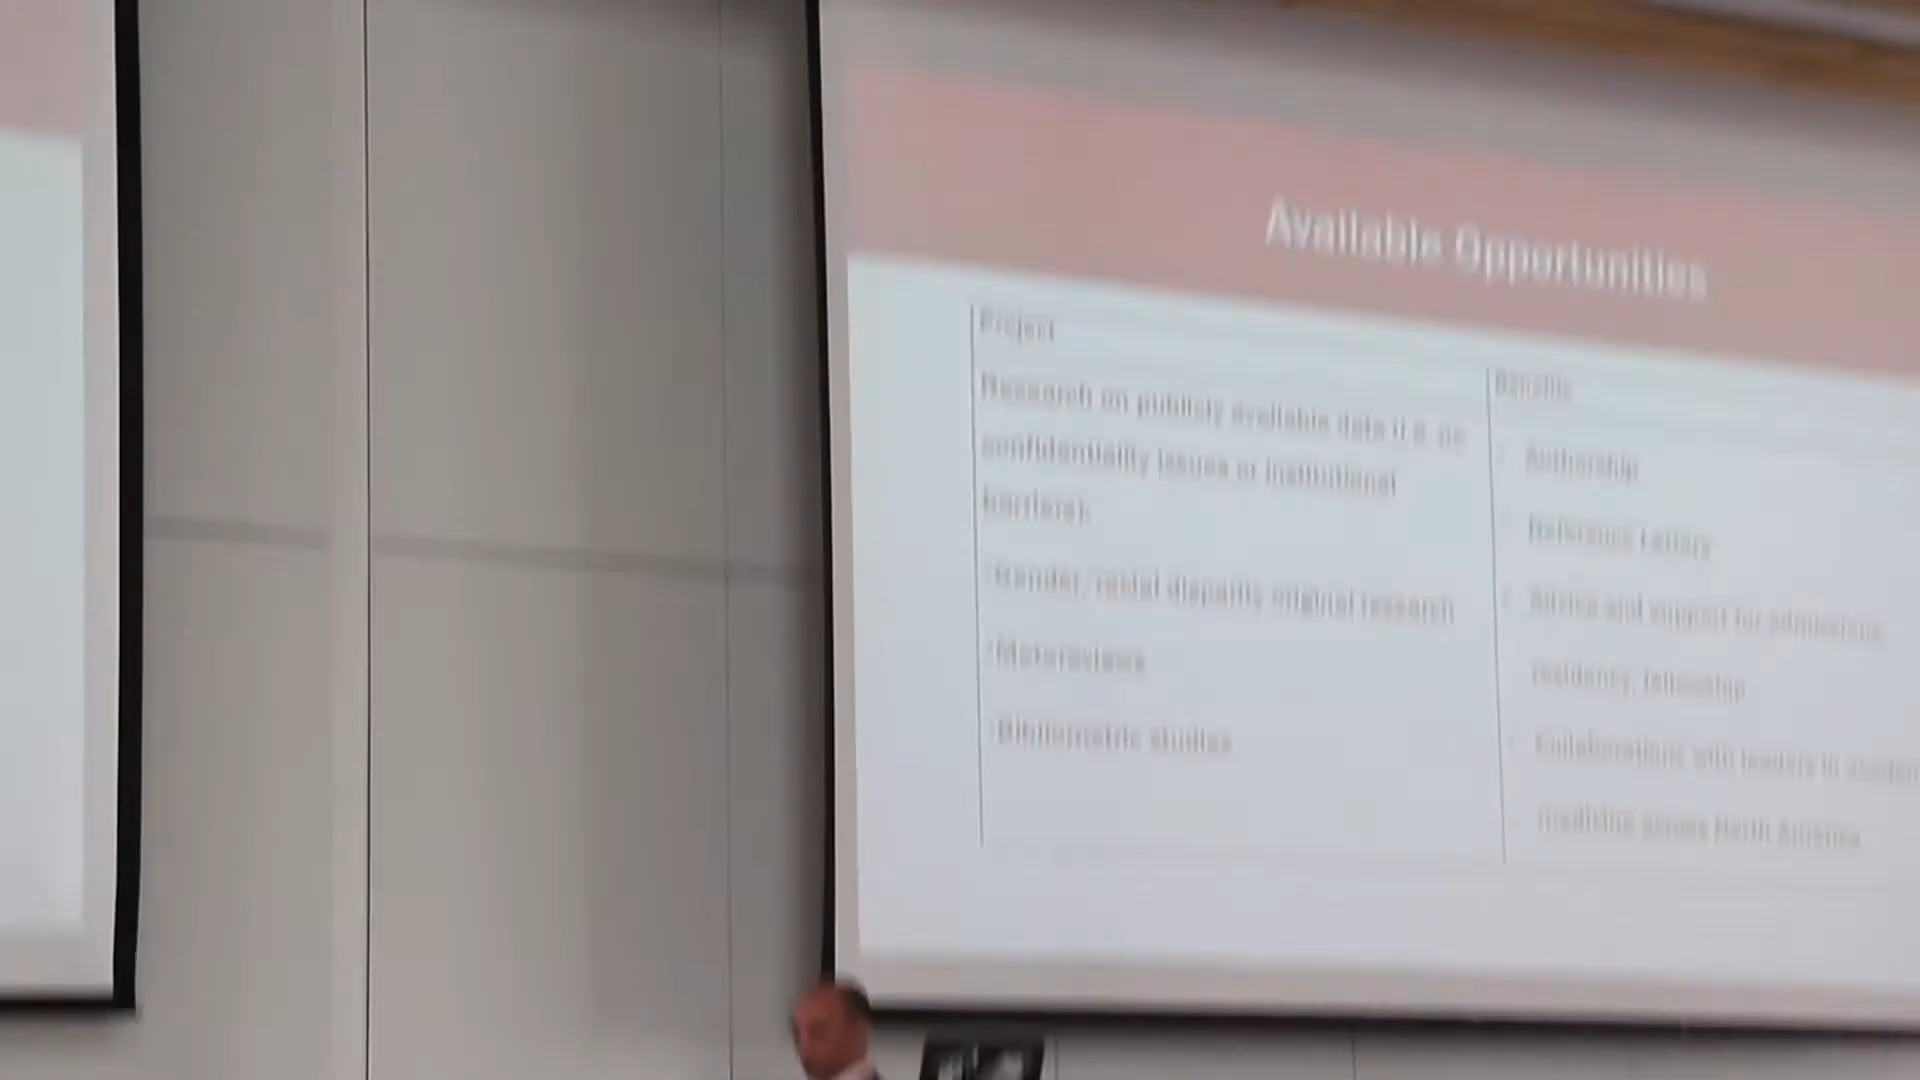 Available Opportunities
Project
Research on publicly available data (i.e. no
confidentiality issues or institutional
barriers):
•Gender, racial disparity original research
•Metareviews
•Bibliometric studies
Benefits
• Authorship
• Reference Letters
• Advice and support for admissions,
residency, fellowship
• Collaborations with leaders in
medicine across North America